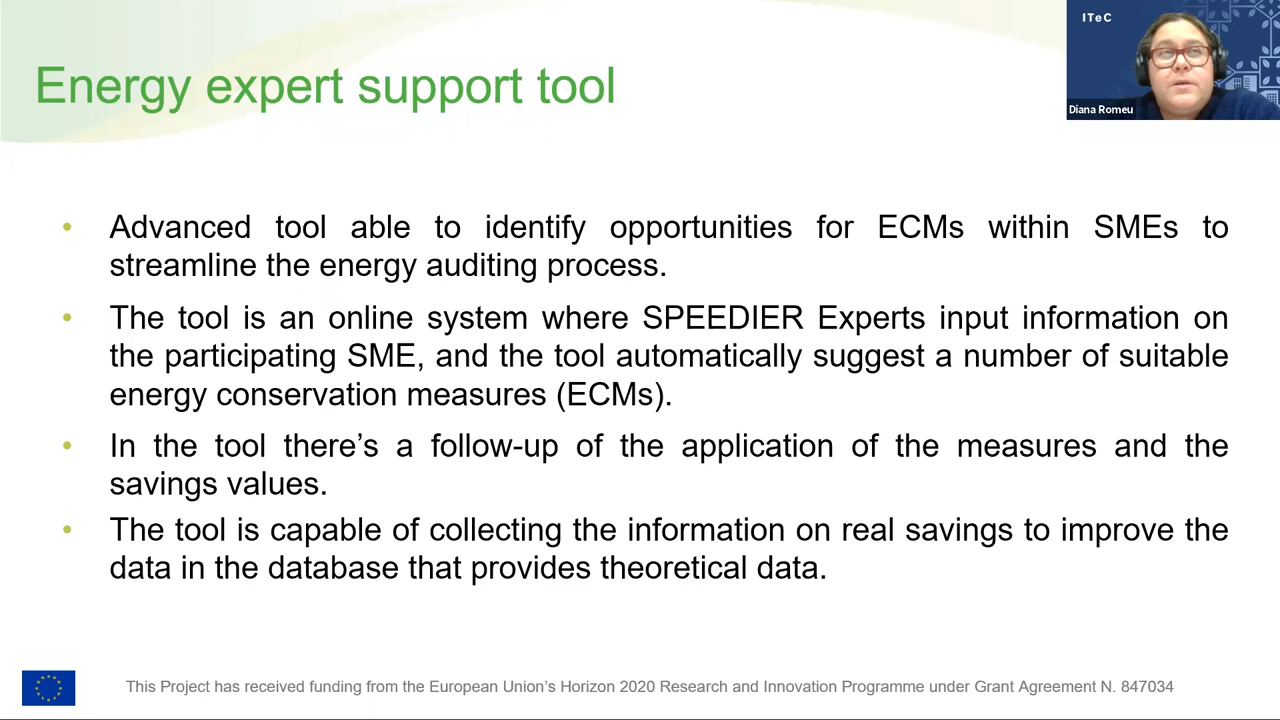 ITeC
Energy expert support tool
Diana Romeu
• Advanced tool able to identify opportunities for ECMs within SMEs to
streamline the energy auditing process.
• The tool is an online system where SPEEDIER Experts input information on
the participating SME, and the tool automatically suggest a number of suitable
energy conservation measures (ECMs).
• In the tool there’s a follow-up of the application of the measures and the
savings values.
• The tool is capable of collecting the information on real savings to improve the
data in the database that provides theoretical data.
This Project has received funding from the European Union’s Horizon 2020 Research and Innovation Programme under Grant Agreement N. 847034